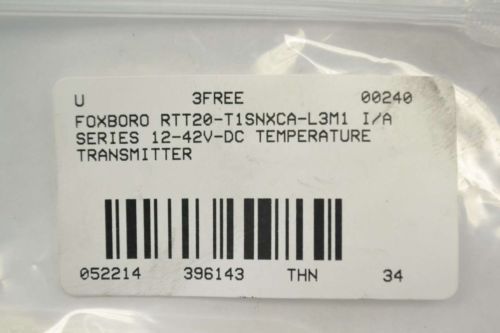 U 3FREE 00240
FOXBORO RTT20-T1SNXCA-L3M1 I/A
SERIES 12-42V-DC TEMPERATURE
TRANSMITTER
052214 396143 THN 34